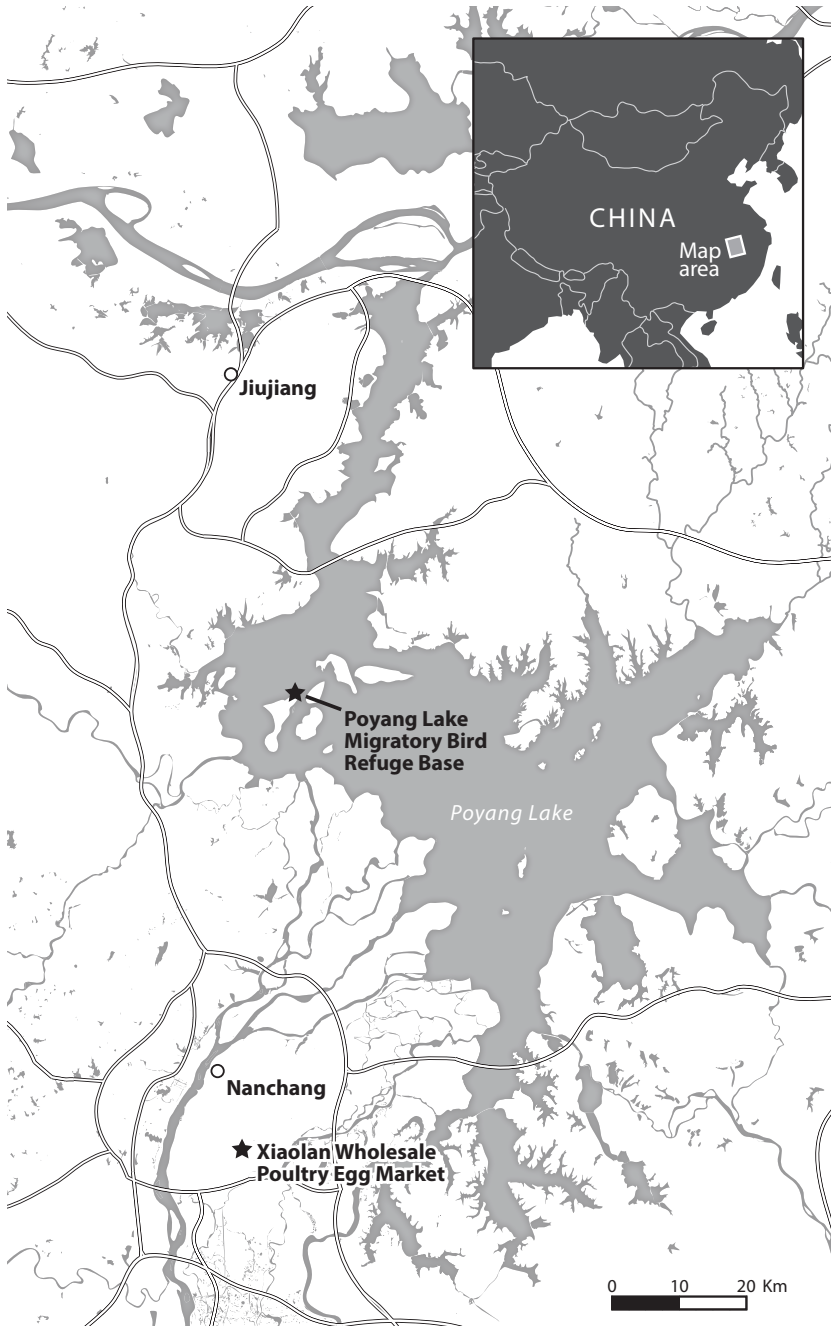 CHINA
Map
area
Jiujiang
Poyang Lake
Migratory Bird
Refuge Base
Poyang Lake
Nanchang
Xiaolan Wholesale
Poultry Egg Market
0 10 20 Km